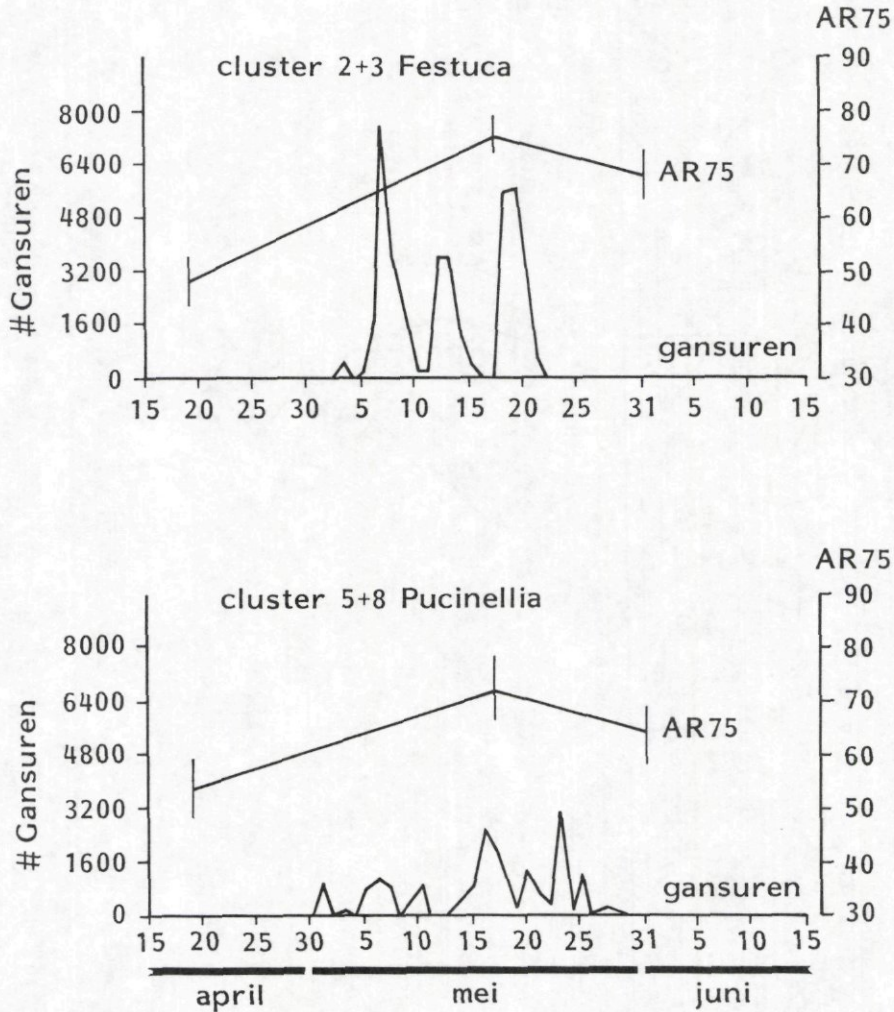 AR75
cluster 2+3 Festuca
90
8000 80
6400 70
AR75
4800 60
3200 50
1600 40
gansuren
0 30
#Gansuren
15 20 25 30 5 10 15 20 25 31 5 10 15
AR75
cluster 5+8 Pucinellia
90
8000 80
6400 70
AR75
4800 60
3200 50
1600 40
gansuren
0 30
# Gansuren
15 20 25 30 5 10 15 20 25 31 5 10 15
april mei juni